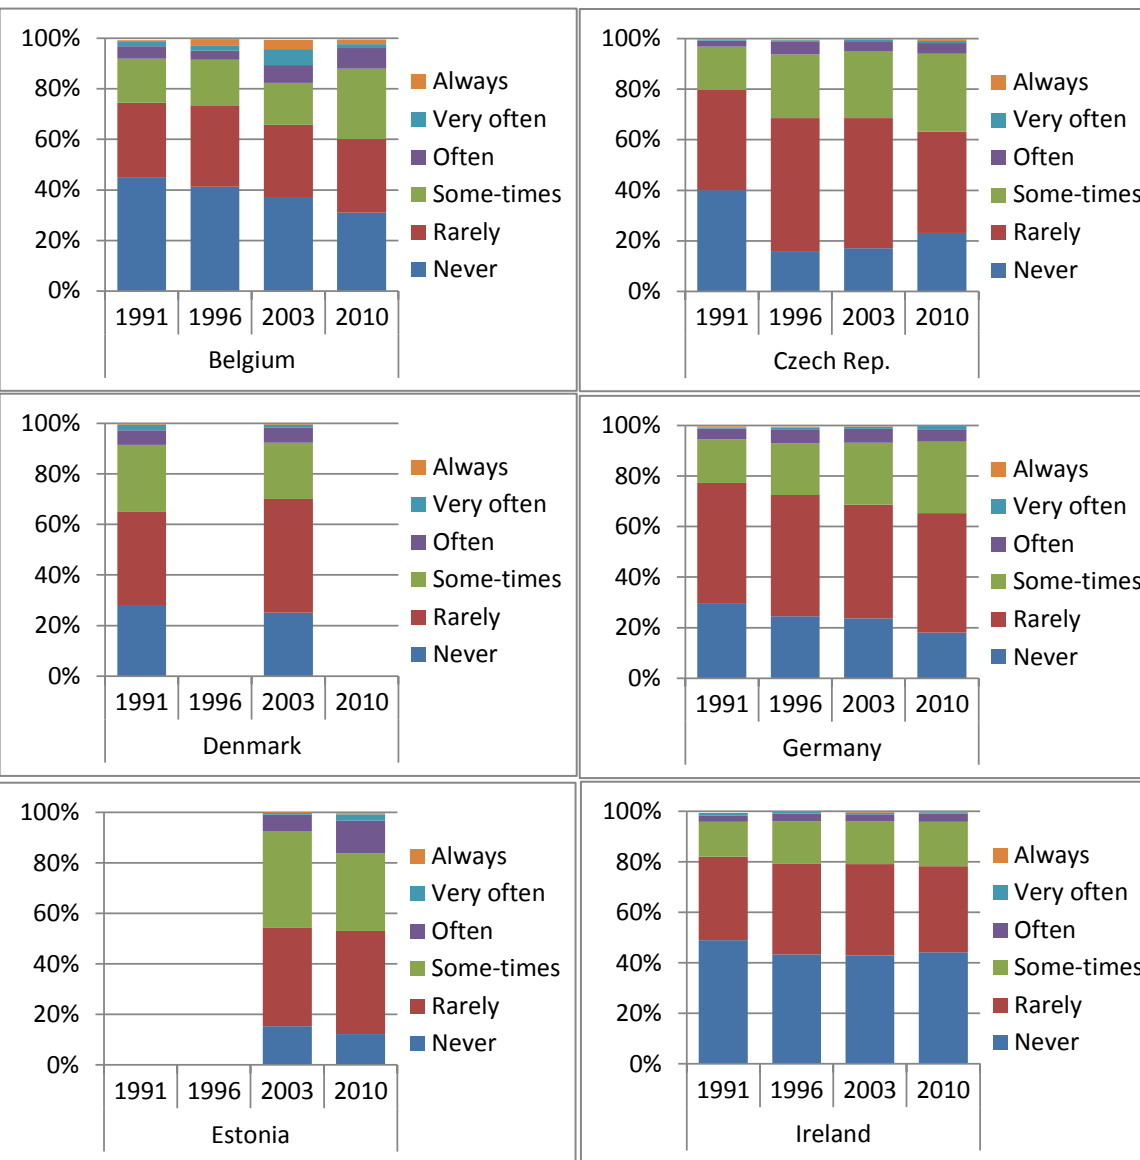 100%
80%
60%
40%
20%
0%
1991 1996 2003 2010
Belgium
Always
Very often
Often
Some-times
Rarely
Never
100%
80%
60%
40%
20%
0%
1991 1996 2003 2010
Czech Rep.
Always
Very often
Often
Some-times
Rarely
Never
100%
80%
60%
40%
20%
0%
1991 1996 2003 2010
Denmark
Always
Very often
Often
Some-times
Rarely
Never
100%
80%
60%
40%
20%
0%
1991 1996 2003 2010
Germany
Always
Very often
Often
Some-times
Rarely
Never
100%
80%
60%
40%
20%
0%
1991 1996 2003 2010
Estonia
Always
Very often
Often
Some-times
Rarely
Never
100%
80%
60%
40%
20%
0%
1991 1996 2003 2010
Ireland
Always
Very often
Often
Some-times
Rarely
Never